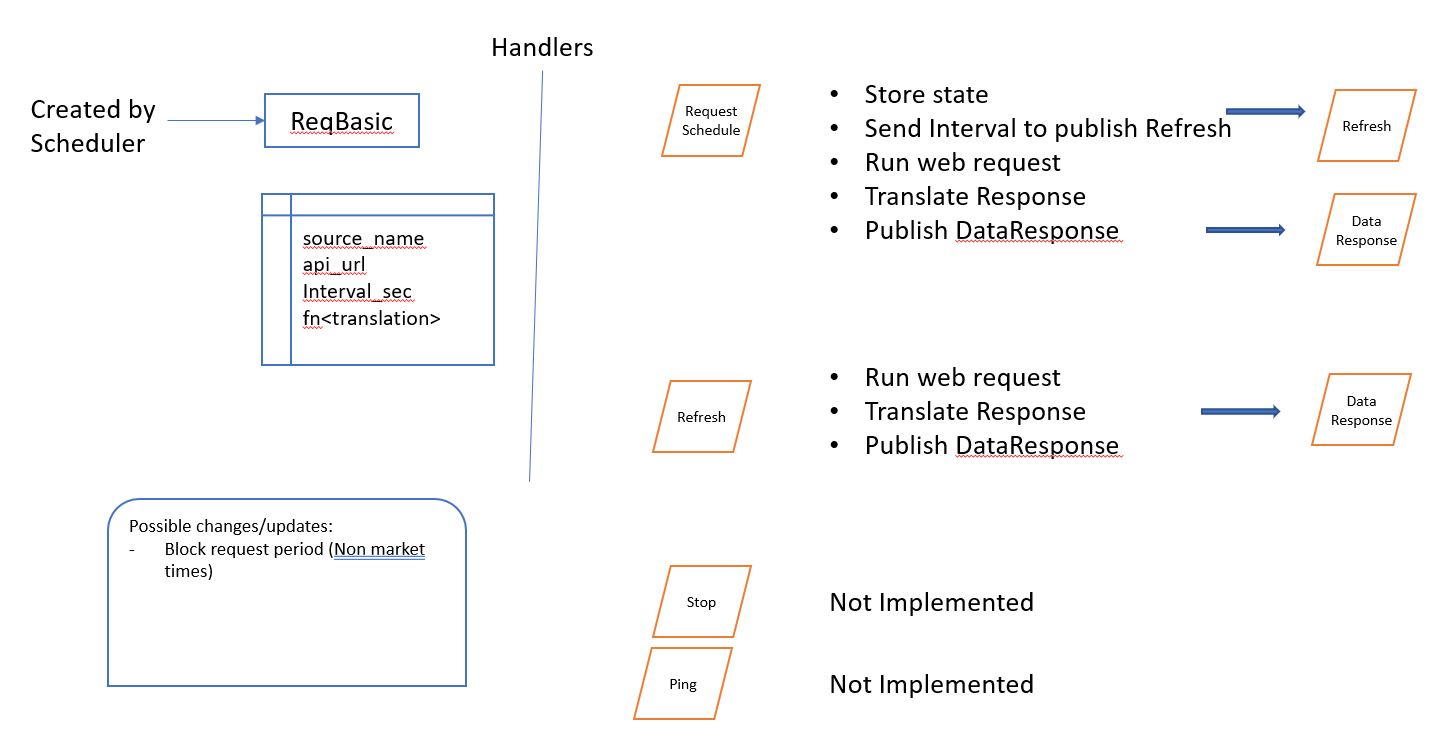 Handlers
Created by
Scheduler
ReqBasic
source_name
api_url
Interval_sec
fn<translation>
Request
Schedule
• Store state
• Send Interval to publish Refresh
• Run web request
• Translate Response
• Publish DataResponse
Refresh
Data
Response
Refresh
• Run web request
• Translate Response
• Publish DataResponse
Data
Response
Possible changes/updates:
- Block request period (Non market
times)
Stop
Not Implemented
Ping
Not Implemented